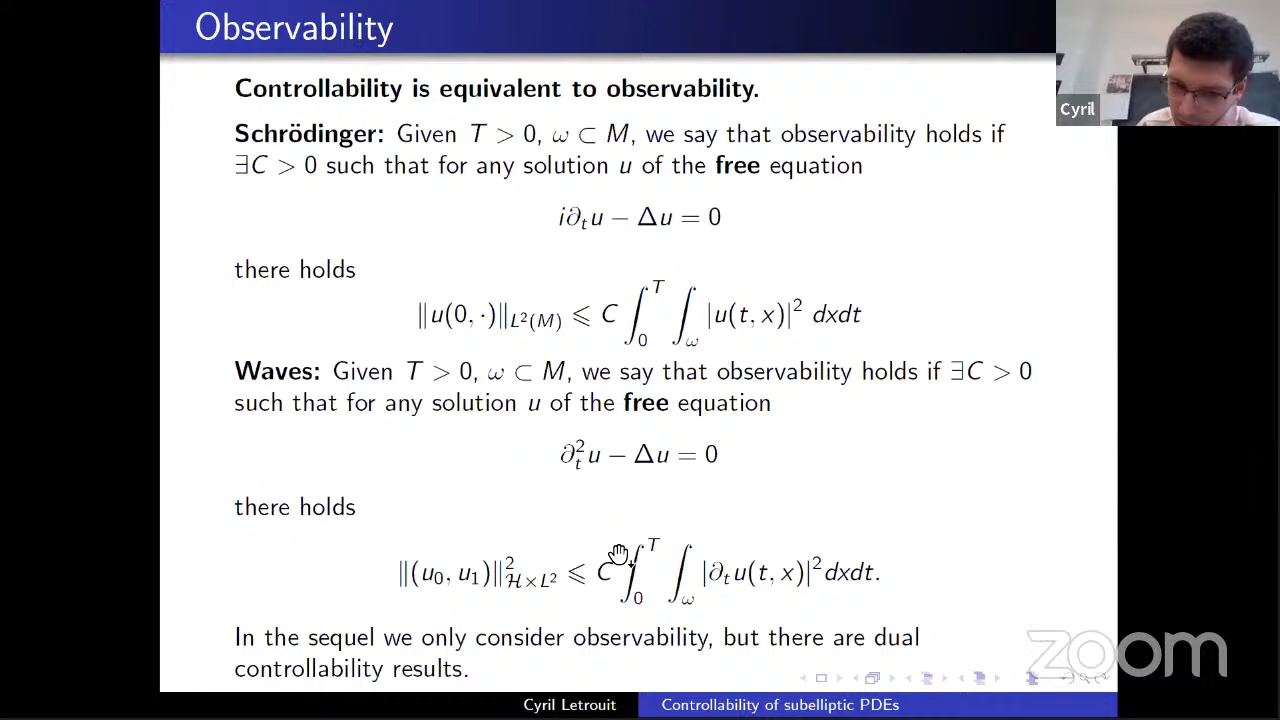 Observability
Cyril
Controllability is equivalent to observability.
Schrödinger: Given T > 0, ω ⊂ M, we say that observability holds if
∃C > 0 such that for any solution u of the free equation
i∂ₜu − Δu = 0
there holds
‖u(0, ·)‖_{L²(M)} ⩽ C ∫₀ᵀ ∫_ω |u(t, x)|² dxdt
Waves: Given T > 0, ω ⊂ M, we say that observability holds if ∃C > 0
such that for any solution u of the free equation
∂ₜ²u − Δu = 0
there holds
‖(u₀, u₁)‖²_{ℋ×L²} ⩽ C ∫₀ᵀ ∫_ω |∂ₜu(t, x)|² dxdt.
In the sequel we only consider observability, but there are dual
controllability results.
zoom
Cyril Letrouit
Controllability of subelliptic PDEs